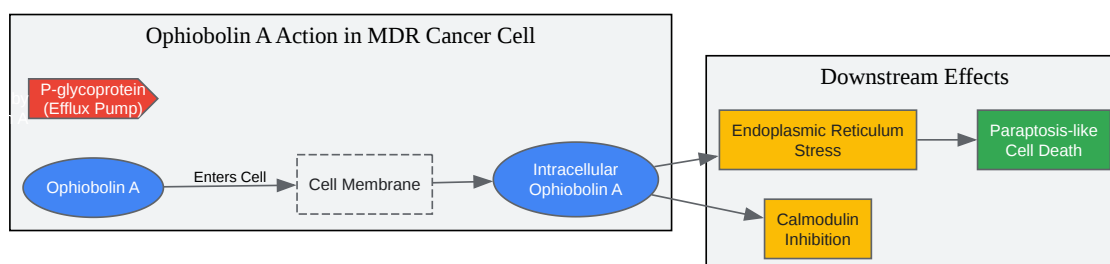 Ophiobolin A Action in MDR Cancer Cell
P-glycoprotein
(Efflux Pump)
Ophiobolin A
Enters Cell
Cell Membrane
Intracellular
Ophiobolin A
Downstream Effects
Endoplasmic Reticulum
Stress
Paraptosis-like
Cell Death
Calmodulin
Inhibition